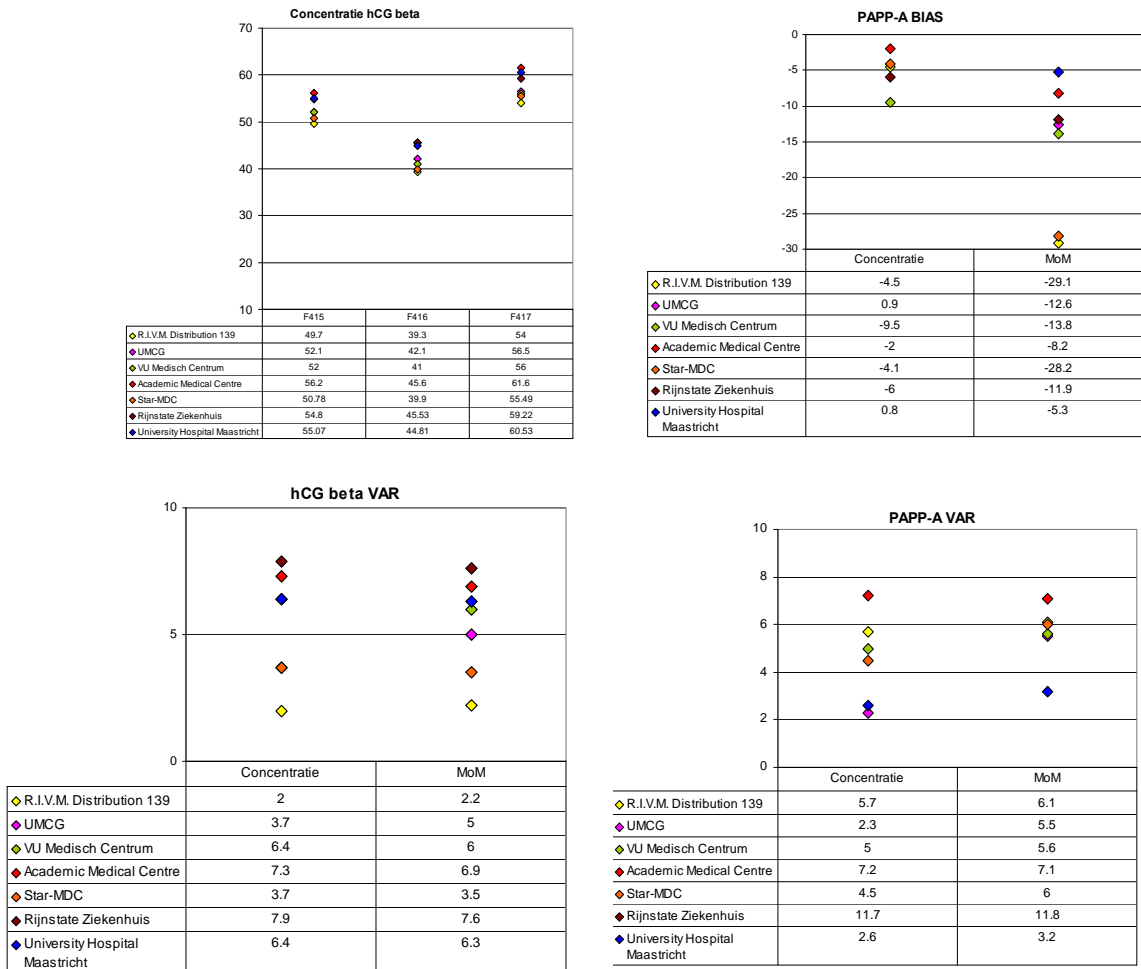 Concentratie hCG beta
70
60
50
40
30
20
10
F415 F416 F417
R.I.V.M. Distribution 139 49.7 39.3 54
UMCG 52.1 42.1 56.5
VU Medisch Centrum 52 41 56
Academic Medical Centre 56.2 45.6 61.6
Star-MDC 50.78 39.9 55.49
Rijnstate Ziekenhuis 54.8 45.53 59.22
University Hospital Maastricht 55.07 44.81 60.53
PAPP-A BIAS
0
-5
-10
-15
-20
-25
-30
Concentratie MoM
R.I.V.M. Distribution 139 -4.5 -29.1
UMCG 0.9 -12.6
VU Medisch Centrum -9.5 -13.8
Academic Medical Centre -2 -8.2
Star-MDC -4.1 -28.2
Rijnstate Ziekenhuis -6 -11.9
University Hospital 0.8 -5.3
Maastricht
hCG beta VAR
10
5
0
Concentratie MoM
R.I.V.M. Distribution 139 2 2.2
UMCG 3.7 5
VU Medisch Centrum 6.4 6
Academic Medical Centre 7.3 6.9
Star-MDC 3.7 3.5
Rijnstate Ziekenhuis 7.9 7.6
University Hospital 6.4 6.3
Maastricht
PAPP-A VAR
10
8
6
4
2
0
Concentratie MoM
R.I.V.M. Distribution 139 5.7 6.1
UMCG 2.3 5.5
VU Medisch Centrum 5 5.6
Academic Medical Centre 7.2 7.1
Star-MDC 4.5 6
Rijnstate Ziekenhuis 11.7 11.8
University Hospital 2.6 3.2
Maastricht